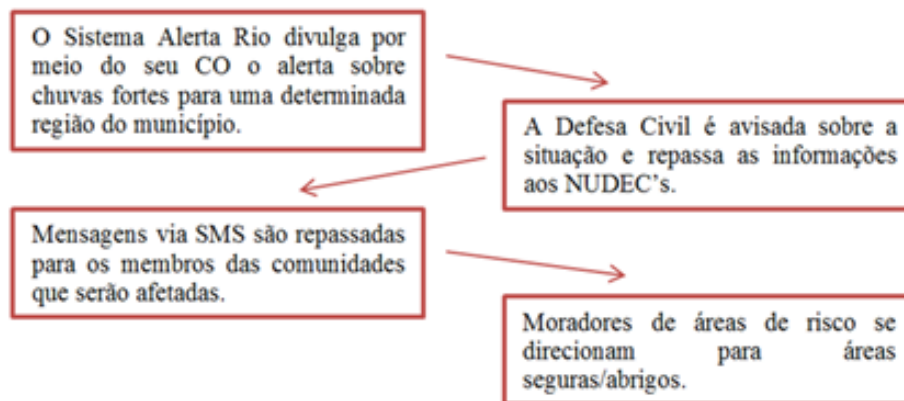 O Sistema Alerta Rio divulga por
meio do seu CO o alerta sobre
chuvas fortes para uma determinada
região do município.
A Defesa Civil é avisada sobre a
situação e repassa as informações
aos NUDEC's.
Mensagens via SMS são repassadas
para os membros das comunidades
que serão afetadas.
Moradores de áreas de risco se
direcionam para áreas
seguras/abrigos.